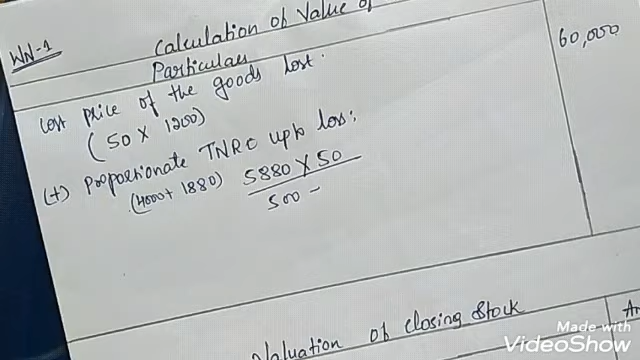 WN-1
Calculation of Value of
Particulars
Cost price of the goods lost.
60,000
(50 X 1200)
(+) Proportionate TNRE upto loss:
(4000+ 1880) 5880 X 50
500
Valuation of Closing Stock
Made with
VideoShow